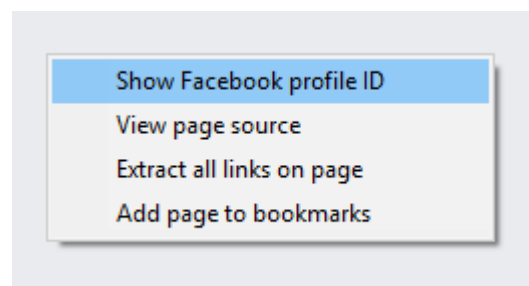 Show Facebook profile ID
View page source
Extract all links on page
Add page to bookmarks